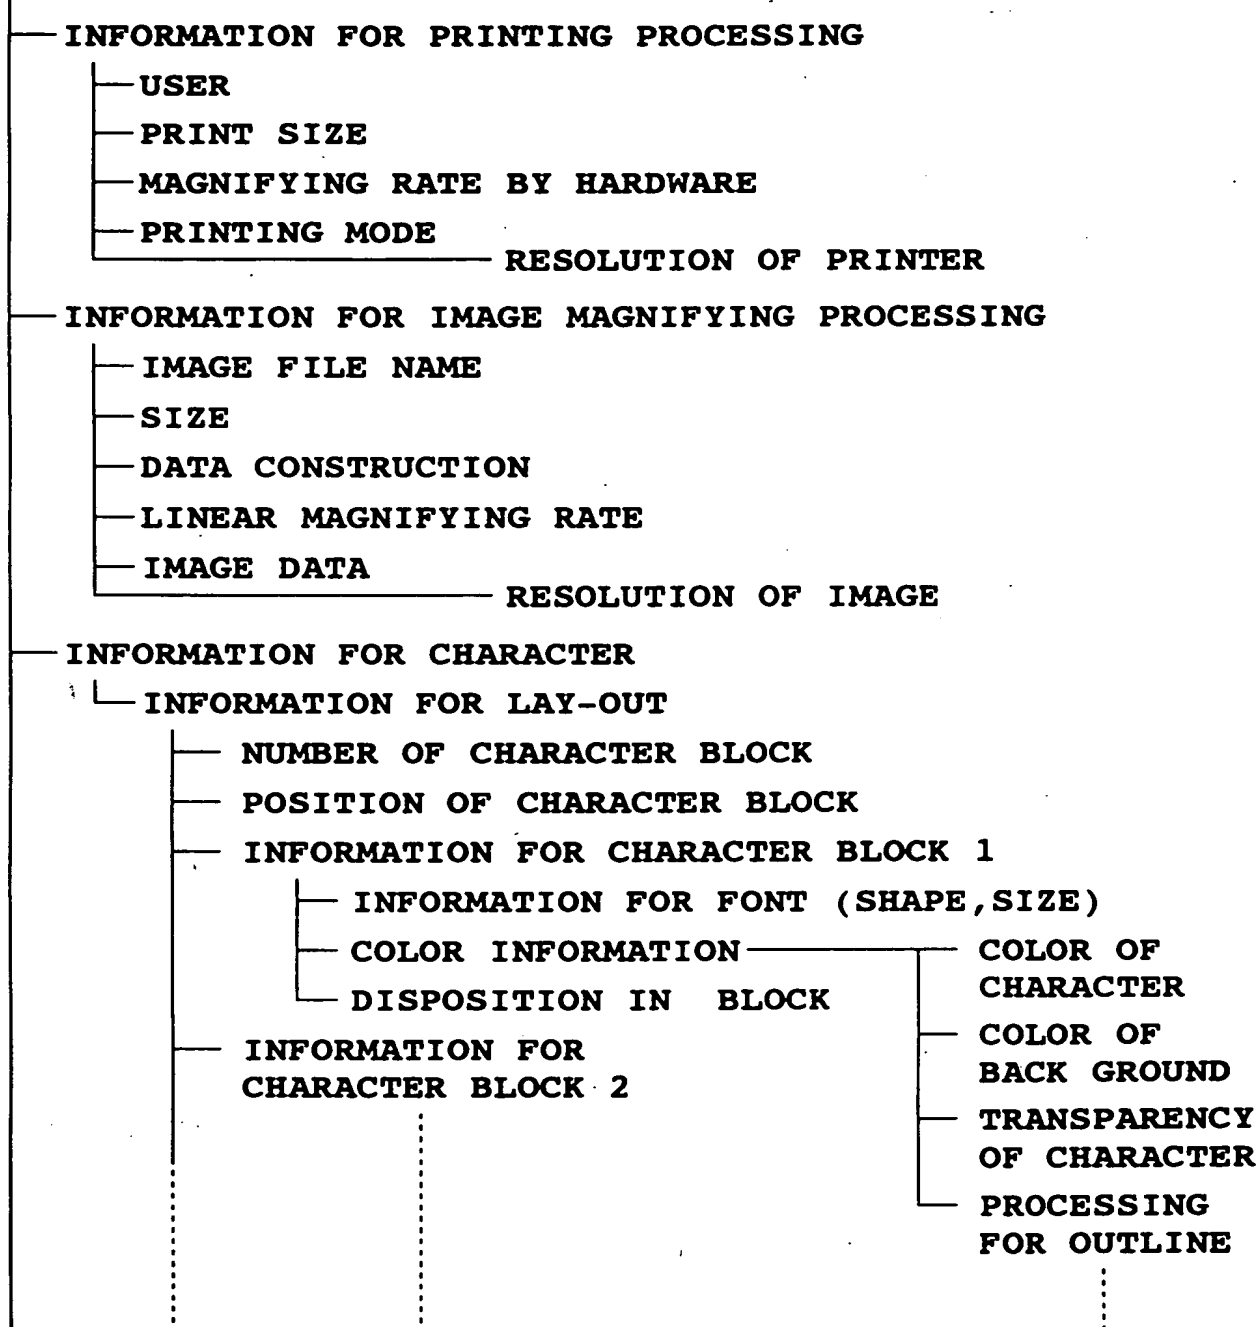 INFORMATION FOR PRINTING PROCESSING
USER
PRINT SIZE
MAGNIFYING RATE BY HARDWARE
PRINTING MODE
RESOLUTION OF PRINTER
INFORMATION FOR IMAGE MAGNIFYING PROCESSING
IMAGE FILE NAME
SIZE
DATA CONSTRUCTION
LINEAR MAGNIFYING RATE
IMAGE DATA
RESOLUTION OF IMAGE
INFORMATION FOR CHARACTER
INFORMATION FOR LAY-OUT
NUMBER OF CHARACTER BLOCK
POSITION OF CHARACTER BLOCK
INFORMATION FOR CHARACTER BLOCK 1
INFORMATION FOR FONT (SHAPE,SIZE)
COLOR INFORMATION
DISPOSITION IN BLOCK
COLOR OF
CHARACTER
COLOR OF
BACK GROUND
TRANSPARENCY
OF CHARACTER
PROCESSING
FOR OUTLINE
INFORMATION FOR
CHARACTER BLOCK 2